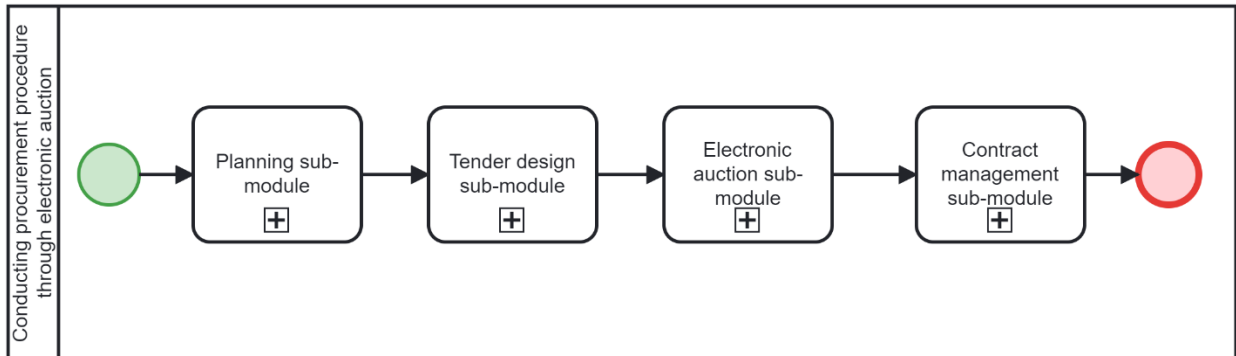 Conducting procurement procedure
through electronic auction
Planning sub-
module
Tender design
sub-module
Electronic
auction sub-
module
Contract
management
sub-module